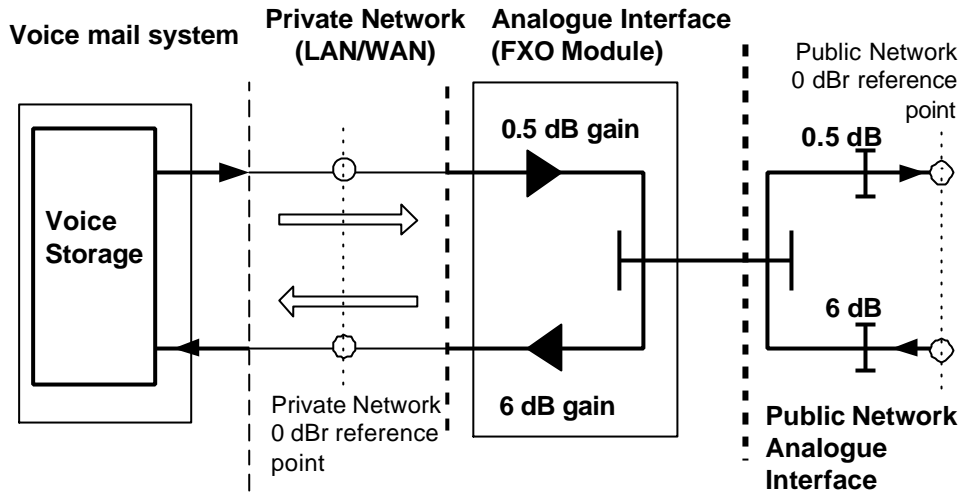 Voice mail system
Private Network
(LAN/WAN)
Analogue Interface
(FXO Module)
Public Network
0 dBr reference
point
0.5 dB gain
0.5 dB
Voice
Storage
6 dB
6 dB gain
Private Network
0 dBr reference
point
Public Network
Analogue
Interface